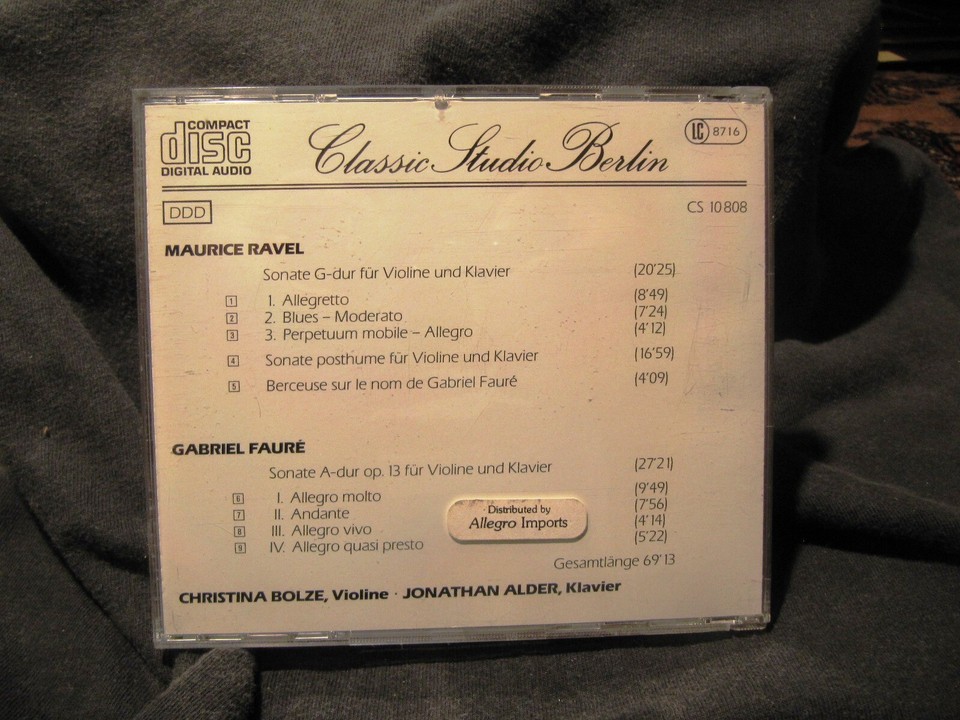 COMPACT
disc
DIGITAL AUDIO
Classic Studio Berlin
LC 8716
DDD
CS 10808
MAURICE RAVEL
Sonate G-dur für Violine und Klavier (20'25)
1 1. Allegretto (8'49)
2 2. Blues – Moderato (7'24)
3 3. Perpetuum mobile – Allegro (4'12)
4 Sonate posthume für Violine und Klavier (16'59)
5 Berceuse sur le nom de Gabriel Fauré (4'09)
GABRIEL FAURÉ
Sonate A-dur op. 13 für Violine und Klavier (27'21)
6 I. Allegro molto (9'49)
7 II. Andante (7'56)
8 III. Allegro vivo (4'14)
9 IV. Allegro quasi presto (5'22)
Distributed by
Allegro Imports
Gesamtlänge 69'13
CHRISTINA BOLZE, Violine · JONATHAN ALDER, Klavier